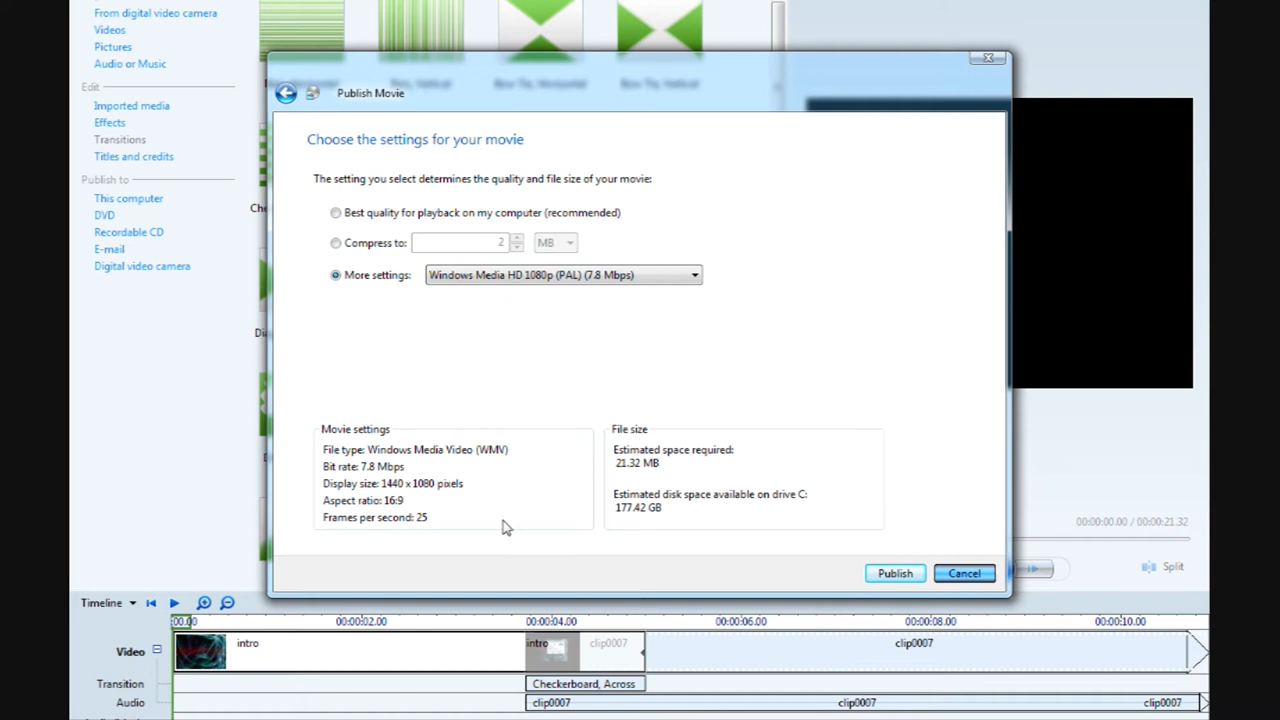 From digital video camera
Videos
Pictures
Audio or Music
Edit
Imported media
Effects
Transitions
Titles and credits
Publish to
This computer
DVD
Recordable CD
E-mail
Digital video camera
Bow Tie, Horizontal
Bow Tie, Vertical
Publish Movie
Choose the settings for your movie
The setting you select determines the quality and file size of your movie:
Best quality for playback on my computer (recommended)
Compress to: 2 MB
More settings: Windows Media HD 1080p (PAL) (7.8 Mbps)
Movie settings
File type: Windows Media Video (WMV)
Bit rate: 7.8 Mbps
Display size: 1440 x 1080 pixels
Aspect ratio: 16:9
Frames per second: 25
File size
Estimated space required:
21.32 MB
Estimated disk space available on drive C:
177.42 GB
Publish Cancel
00:00:00.00 / 00:00:21.32
Split
Timeline
:00.00 00:00:02.00 00:00:04.00 00:00:06.00 00:00:08.00 00:00:10.00
Video intro intro clip0007 clip0007
Transition Checkerboard, Across
Audio clip0007 clip0007 clip0007